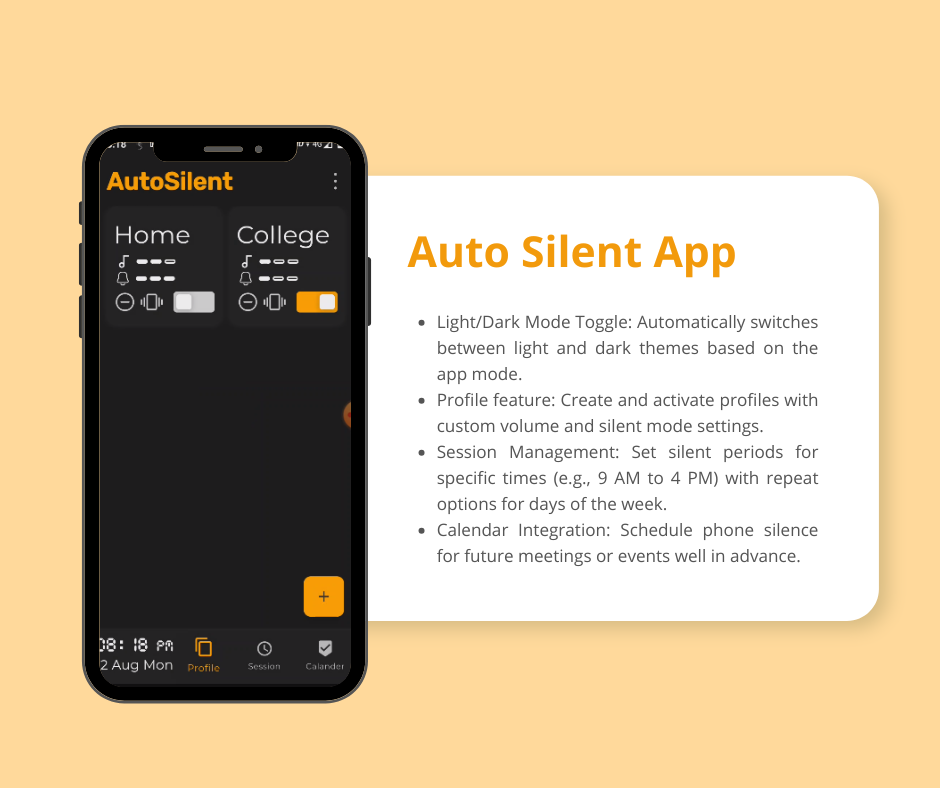 AutoSilent
Home
College
08: 18 PM
2 Aug Mon
Profile
Session
Calander
Auto Silent App
Light/Dark Mode Toggle: Automatically switches
between light and dark themes based on the
app mode.
Profile feature: Create and activate profiles with
custom volume and silent mode settings.
Session Management: Set silent periods for
specific times (e.g., 9 AM to 4 PM) with repeat
options for days of the week.
Calendar Integration: Schedule phone silence
for future meetings or events well in advance.